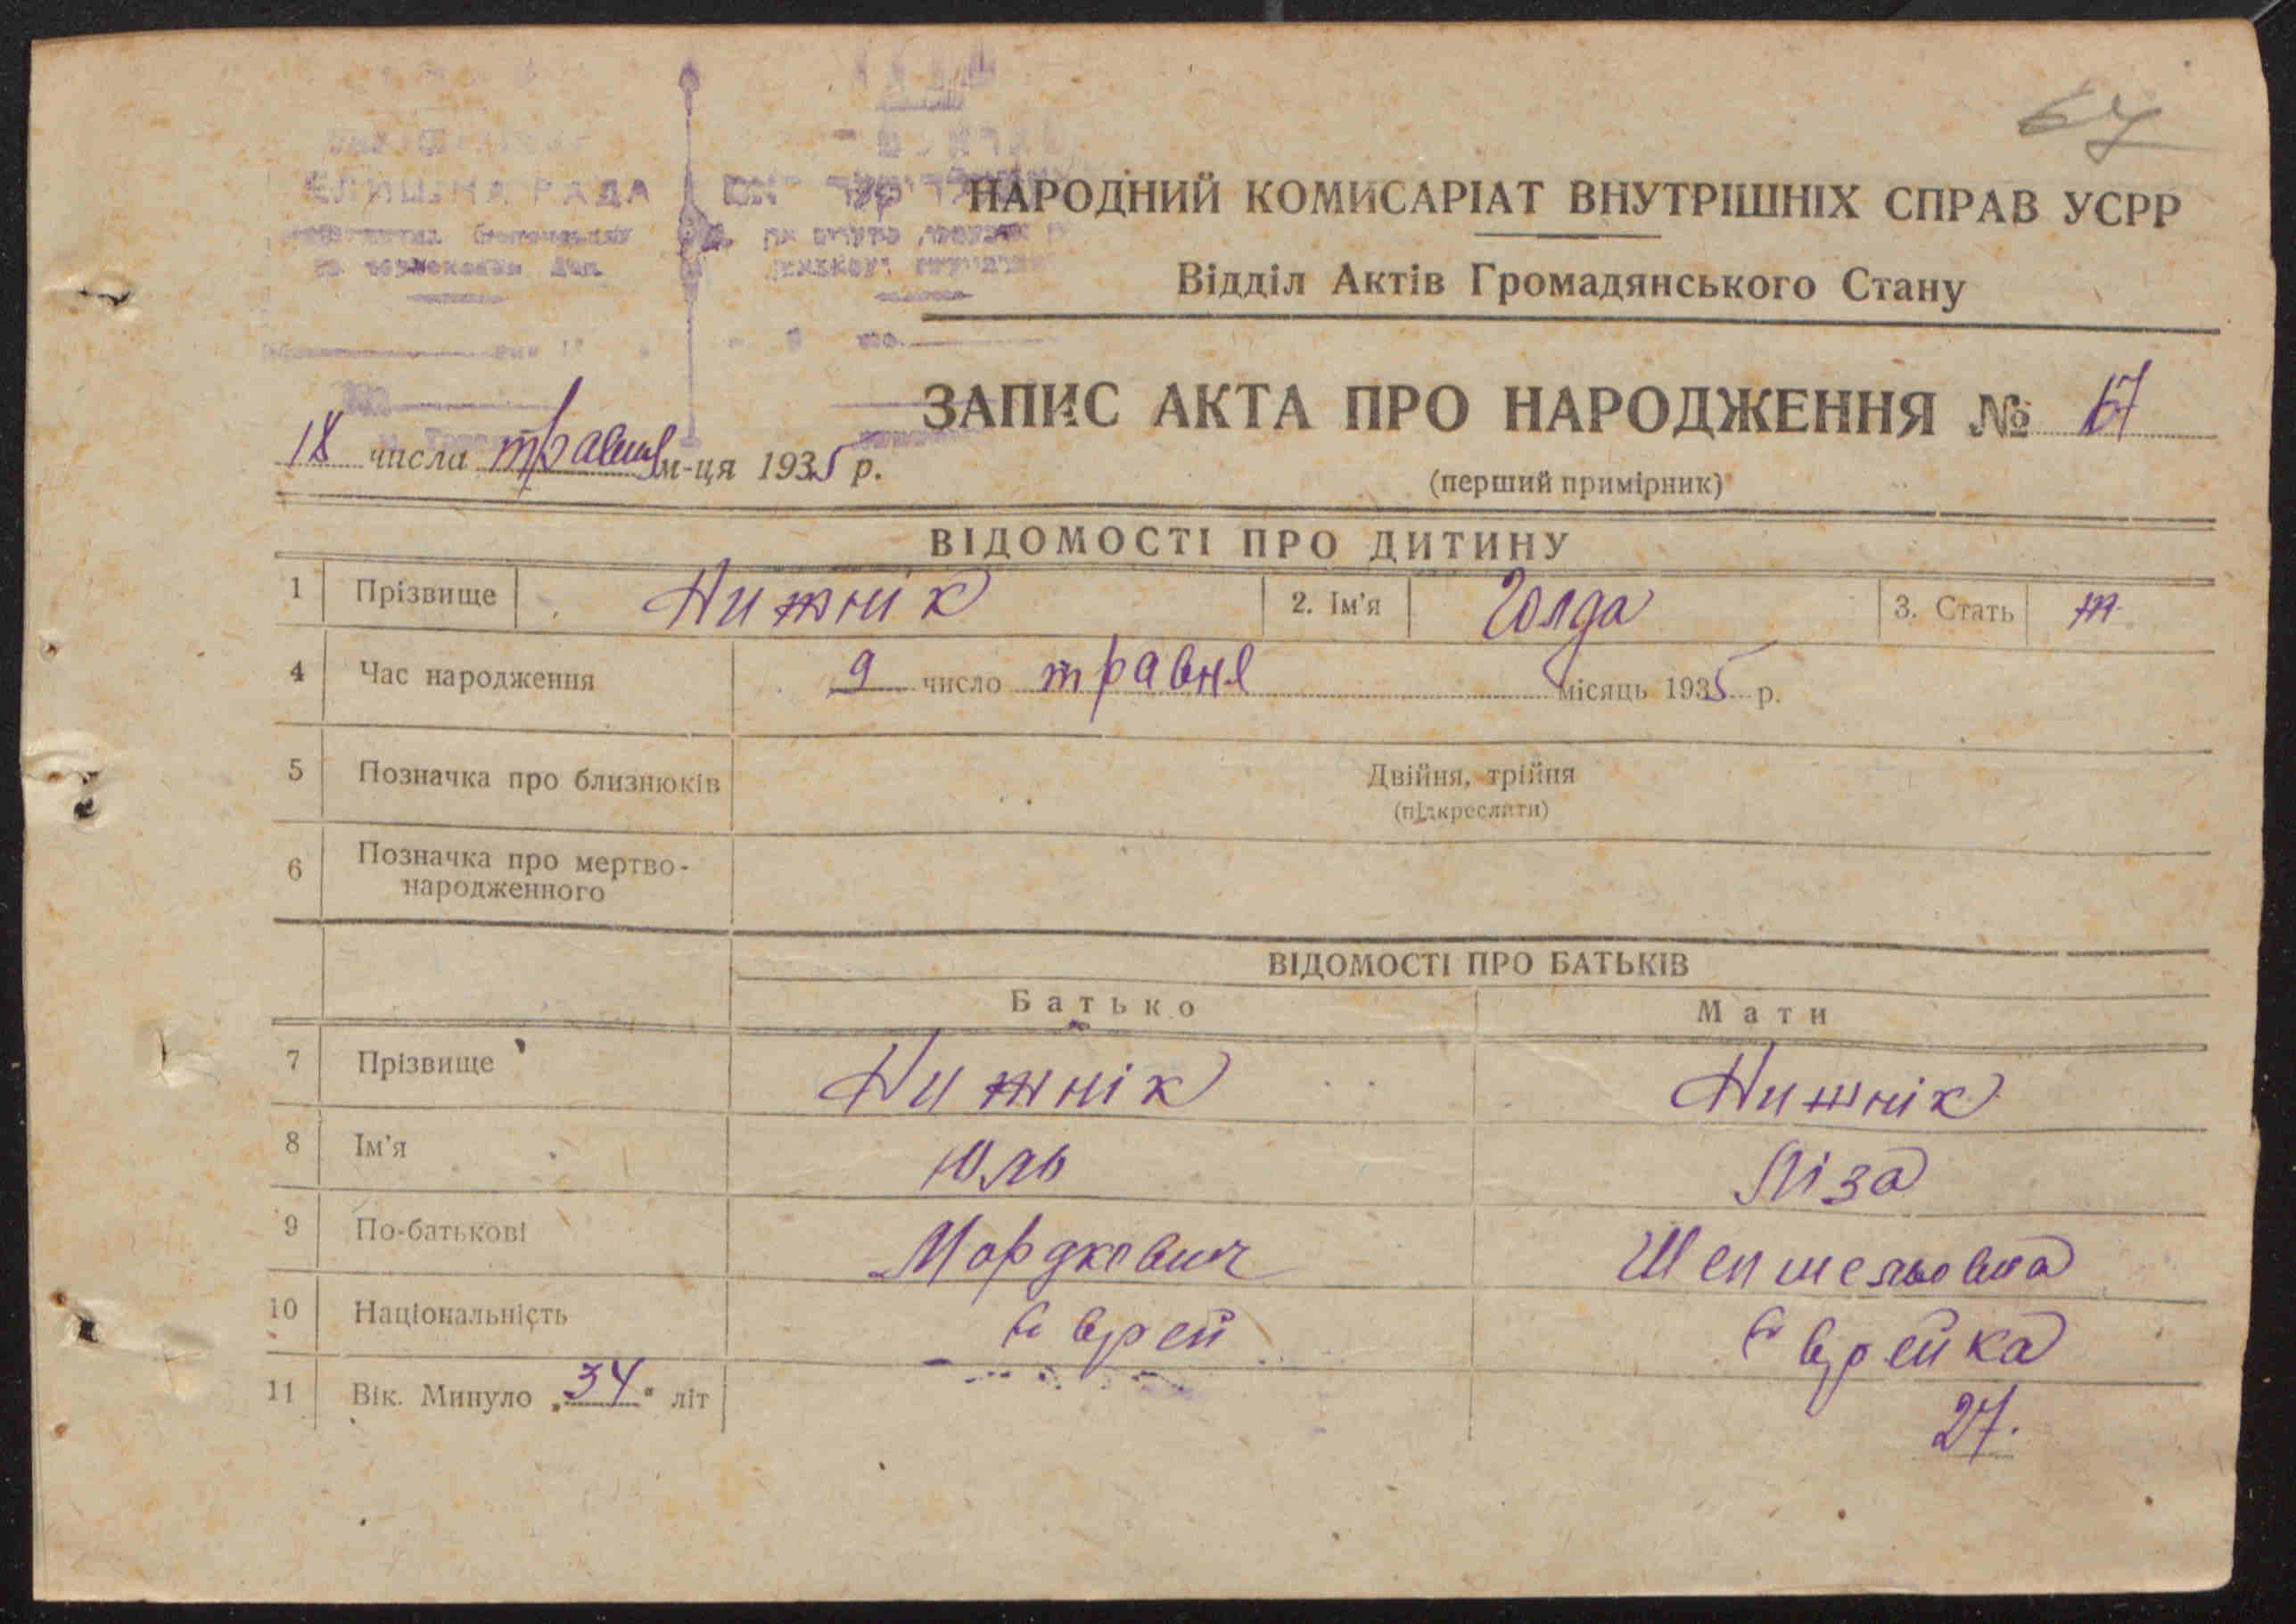 67
РАДА
НАРОДНИЙ КОМИСАРІАТ ВНУТРІШНІХ СПРАВ УСРР
Відділ Актів Громадянського Стану
ЗАПИС АКТА ПРО НАРОДЖЕННЯ № 67
18 числа травня м-ця 1935 р.
(перший примірник)
ВІДОМОСТІ ПРО ДИТИНУ
1 Прізвище Нижнік 2. Ім'я Голда 3. Стать ж
4 Час народження 9 число травня місяць 1935 р.
5 Позначка про близнюків Двійня, трійня
(підкреслити)
6 Позначка про мертво-
народженного
ВІДОМОСТІ ПРО БАТЬКІВ
Батько Мати
7 Прізвище Нижнік Нижнік
8 Ім'я Юль Ліза
9 По-батькові Мордкович Шепшельовна
10 Національність Єврей Єврейка
11 Вік. Минуло „34" літ 27.